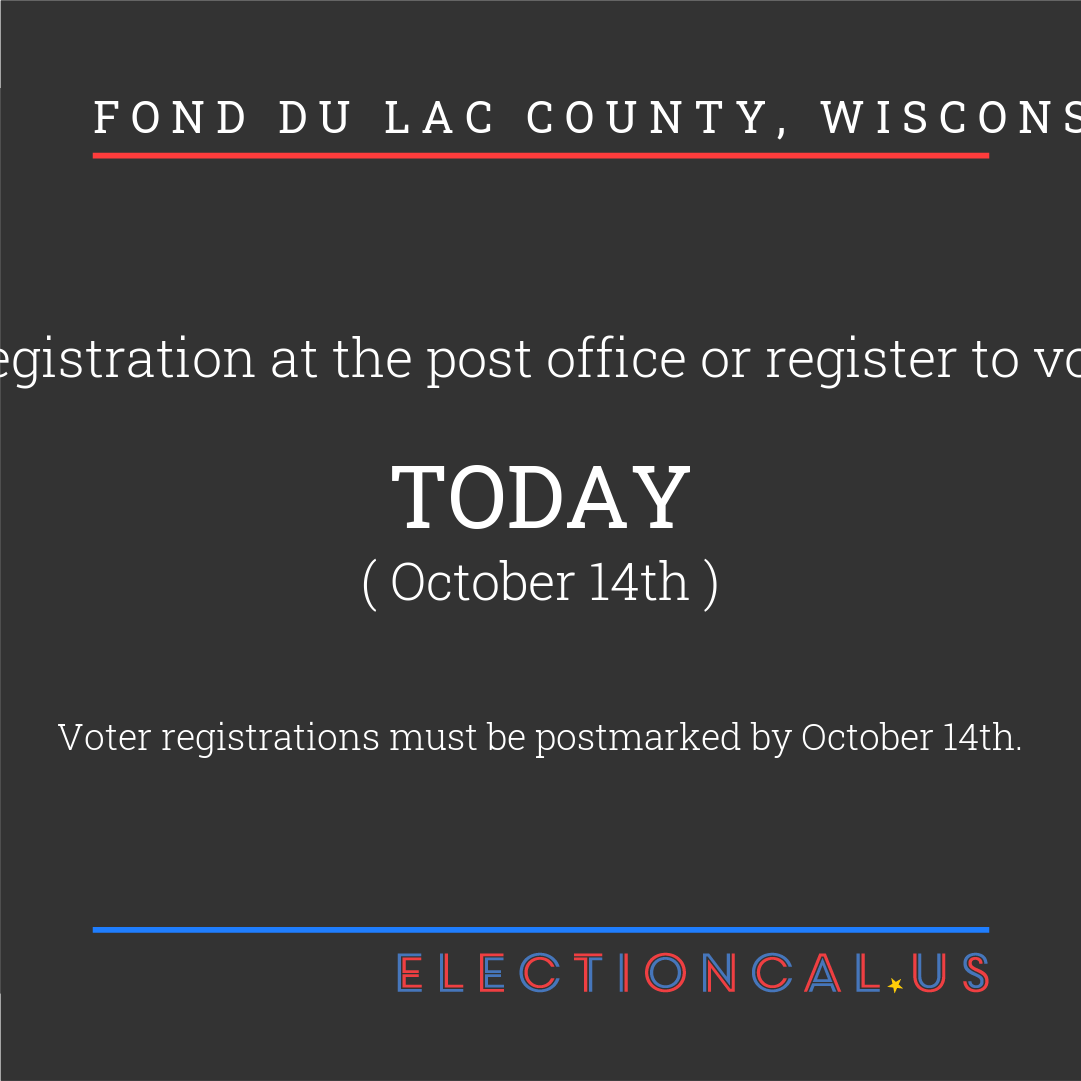 FOND DU LAC COUNTY, WISCONS
egistration at the post office or register to vo
TODAY
( October 14th )
Voter registrations must be postmarked by October 14th.
ELECTIONCAL.US